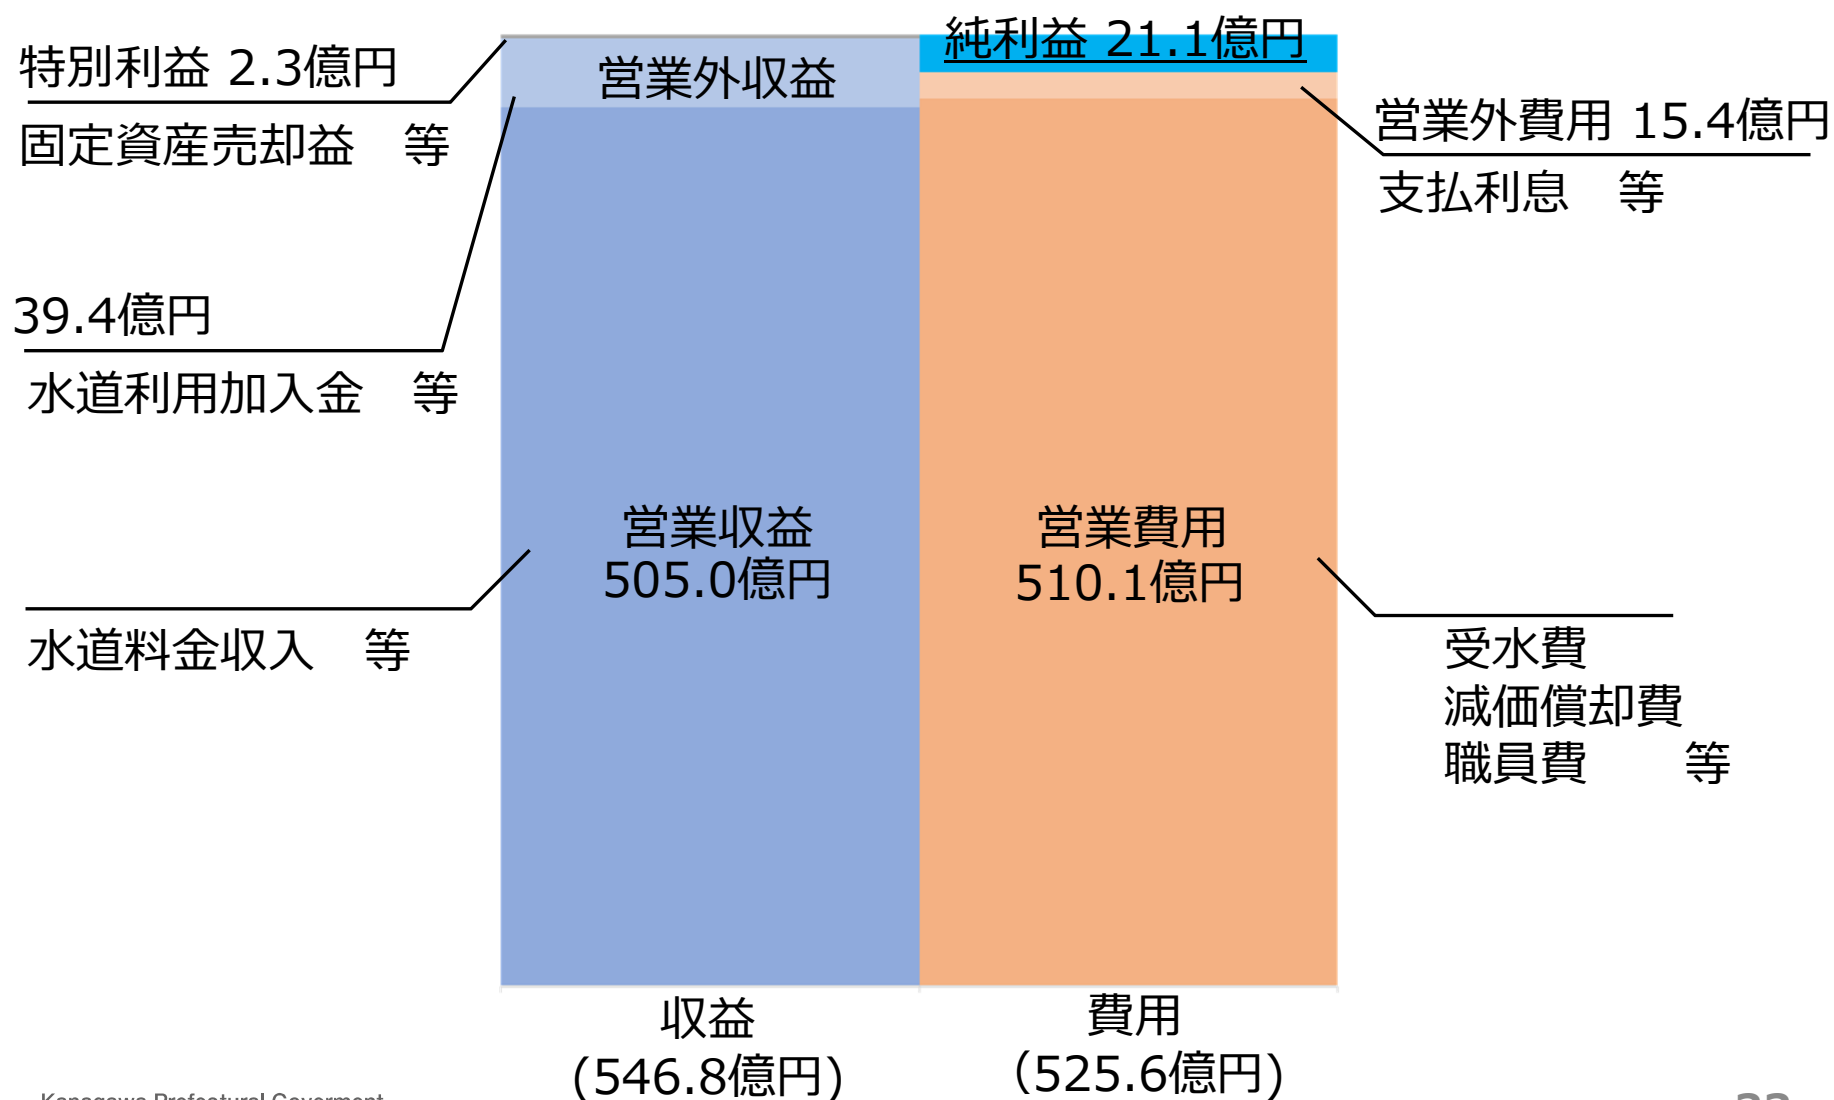 特別利益 2.3億円
固定資産売却益　等
39.4億円
水道利用加入金　等
水道料金収入　等
営業外収益
営業収益
505.0億円
純利益 21.1億円
営業費用
510.1億円
営業外費用 15.4億円
支払利息　等
受水費
減価償却費
職員費　　等
収益
(546.8億円)
費用
（525.6億円)
Kanagawa Prefectural Goverment